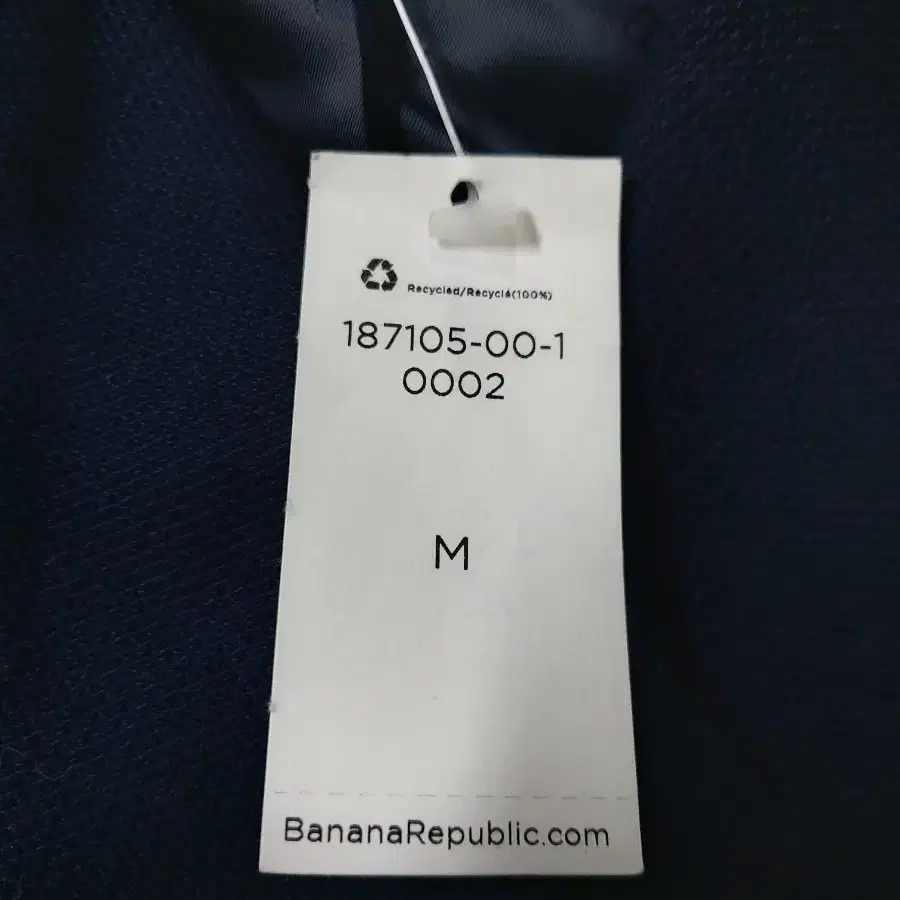 Recycled/Recyclé(100%)
187105-00-1
0002
M
BananaRepublic.com